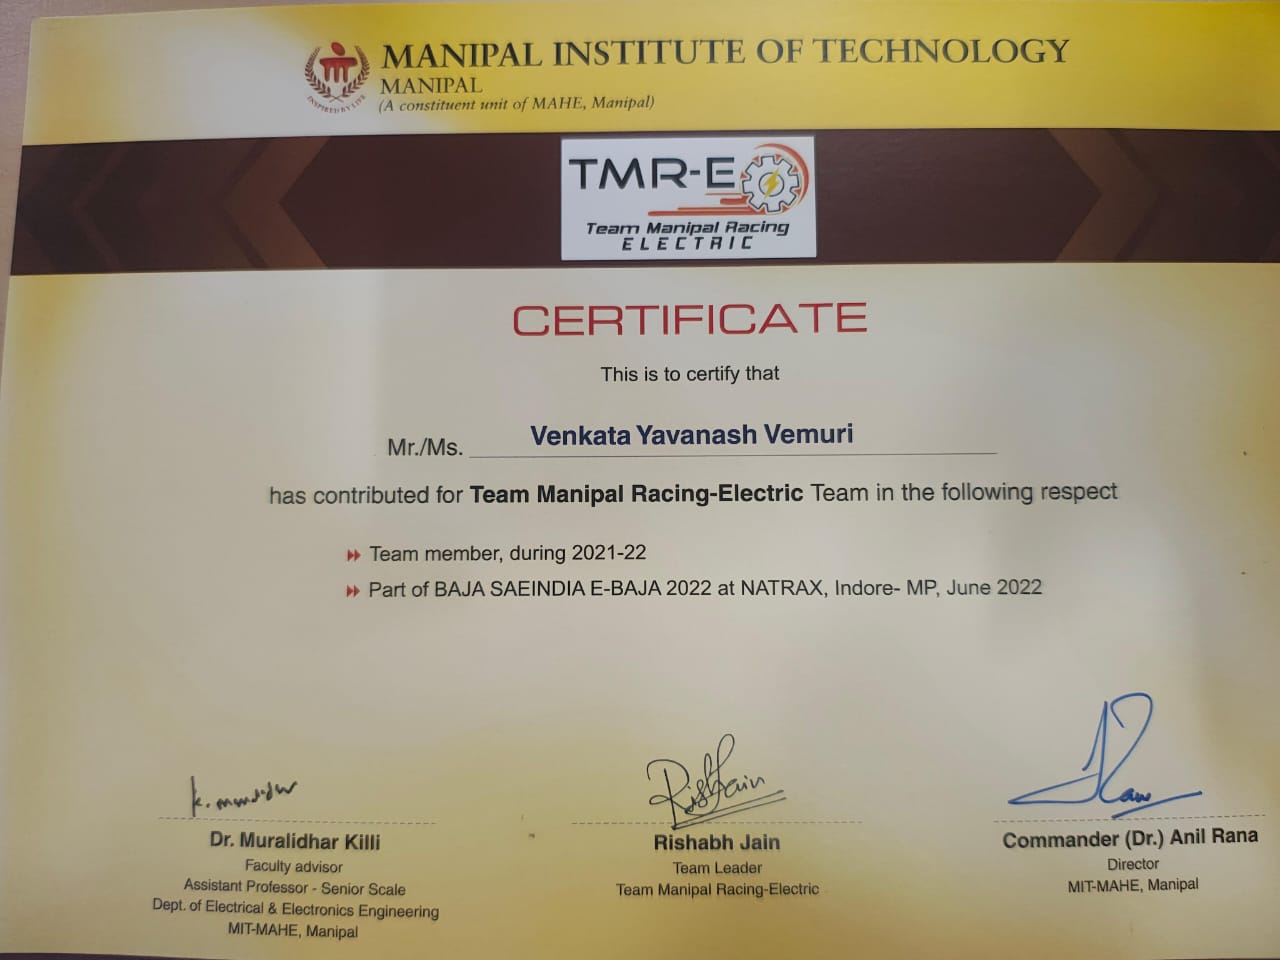 MANIPAL INSTITUTE OF TECHNOLOGY
MANIPAL
(A constituent unit of MAHE, Manipal)
INSPIRED BY LIFE
TMR-E
Team Manipal Racing
ELECTRIC
CERTIFICATE
This is to certify that
Mr./Ms. Venkata Yavanash Vemuri
has contributed for Team Manipal Racing-Electric Team in the following respect
Team member, during 2021-22
Part of BAJA SAEINDIA E-BAJA 2022 at NATRAX, Indore- MP, June 2022
Dr. Muralidhar Killi
Faculty advisor
Assistant Professor - Senior Scale
Dept. of Electrical & Electronics Engineering
MIT-MAHE, Manipal
Rishabh Jain
Team Leader
Team Manipal Racing-Electric
Commander (Dr.) Anil Rana
Director
MIT-MAHE, Manipal